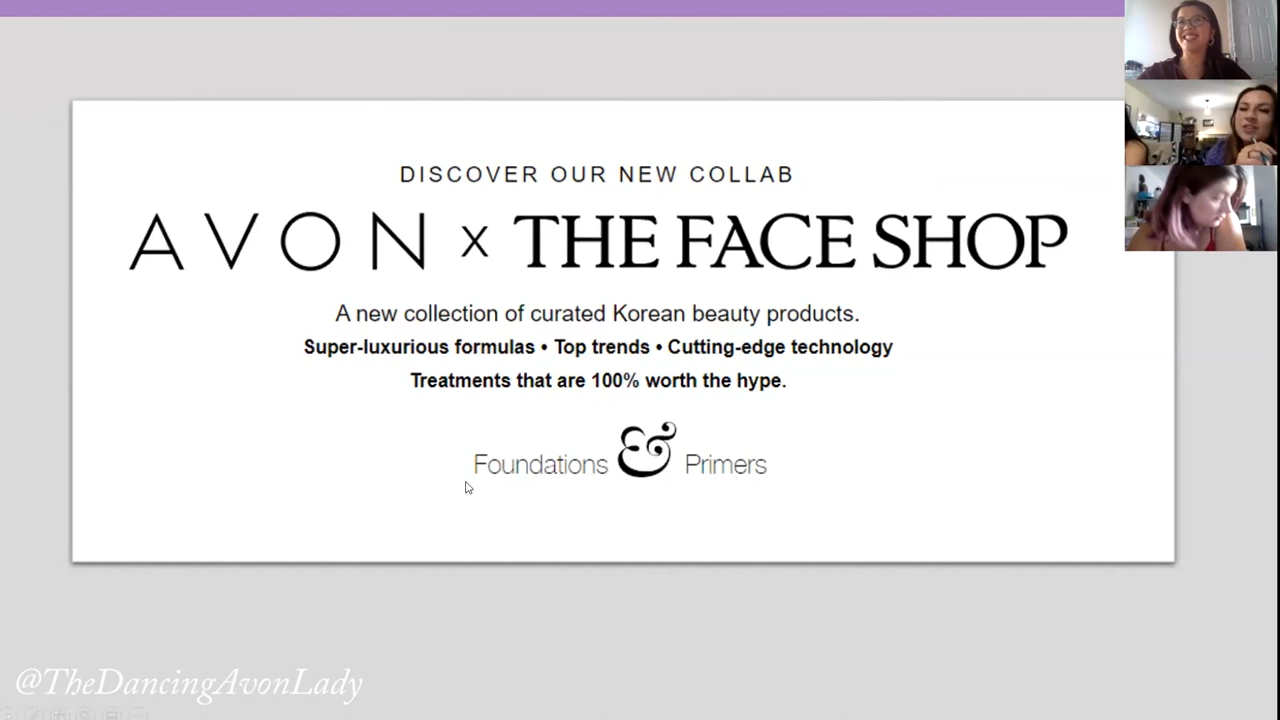 DISCOVER OUR NEW COLLAB
AVON x THE FACE SHOP
A new collection of curated Korean beauty products.
Super-luxurious formulas • Top trends • Cutting-edge technology
Treatments that are 100% worth the hype.
Foundations & Primers
@TheDancingAvonLady